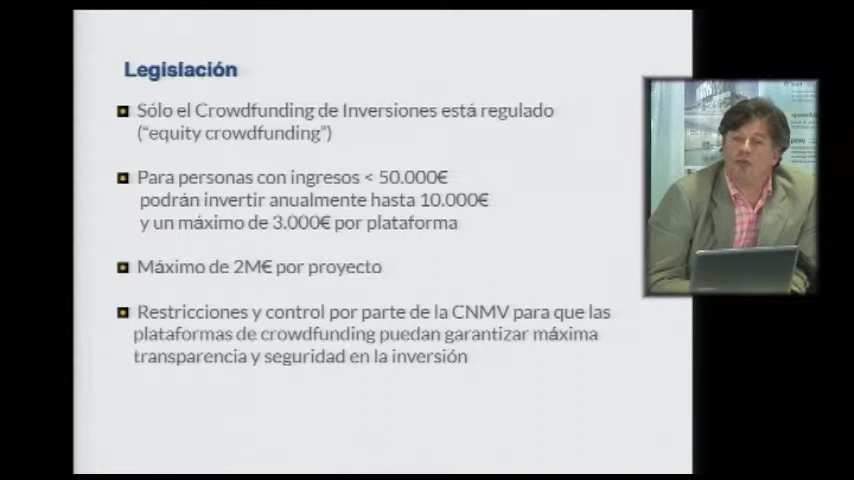 Legislación
Sólo el Crowdfunding de Inversiones está regulado
("equity crowdfunding")
Para personas con ingresos < 50.000€
podrán invertir anualmente hasta 10.000€
y un máximo de 3.000€ por plataforma
Máximo de 2M€ por proyecto
Restricciones y control por parte de la CNMV para que las
plataformas de crowdfunding puedan garantizar máxima
transparencia y seguridad en la inversión